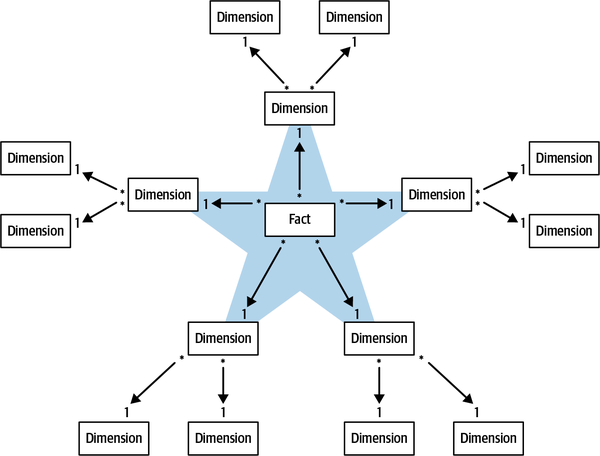 Dimension Dimension
1 1
* *
Dimension
1
Dimension 1 1 Dimension
* Dimension * * Dimension *
* 1 * Fact * 1 *
Dimension 1 1 Dimension
* *
1 1
Dimension Dimension
* * * *
1 1 1 1
Dimension Dimension Dimension Dimension